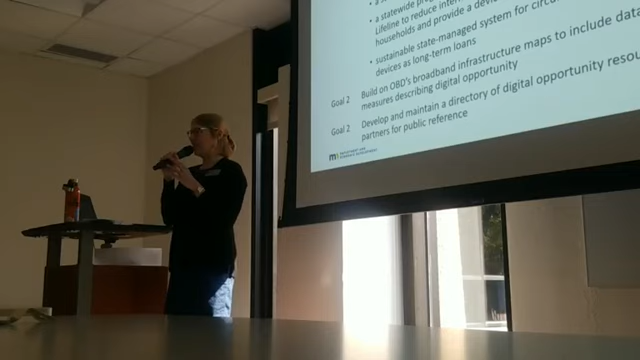 • a statewide prog
Lifeline to reduce inter
households and provide a device
• sustainable state-managed system for circu
devices as long-term loans
Goal 2 Build on OBD's broadband infrastructure maps to include data
measures describing digital opportunity
Goal 2 Develop and maintain a directory of digital opportunity resou
partners for public reference